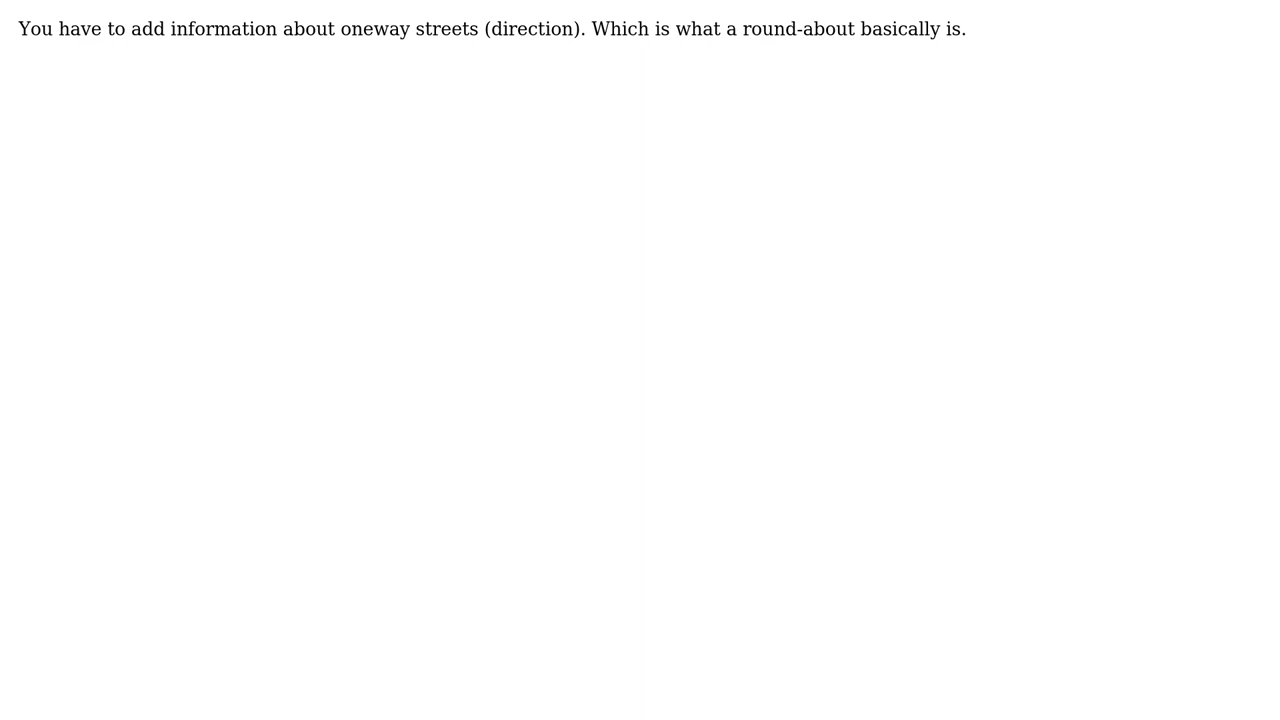 You have to add information about oneway streets (direction). Which is what a round-about basically is.